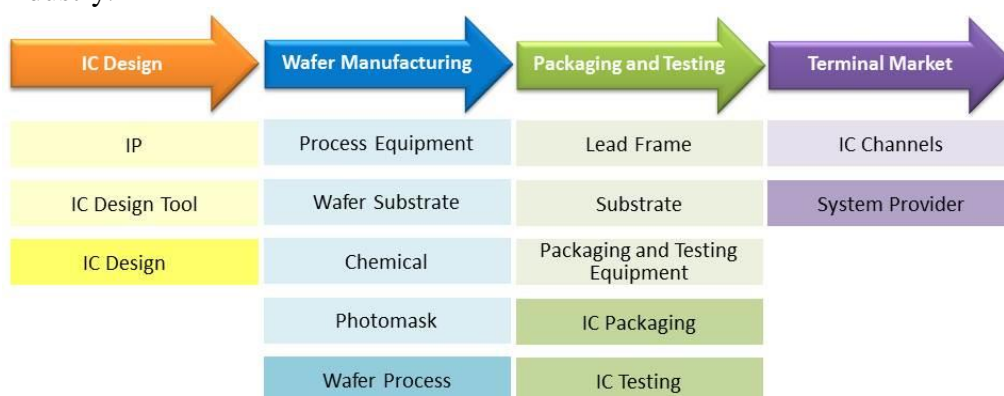 IC Design
Wafer Manufacturing
Packaging and Testing
Terminal Market
IP
Process Equipment
Lead Frame
IC Channels
IC Design Tool
Wafer Substrate
Substrate
System Provider
IC Design
Chemical
Packaging and Testing
Equipment
Photomask
IC Packaging
Wafer Process
IC Testing